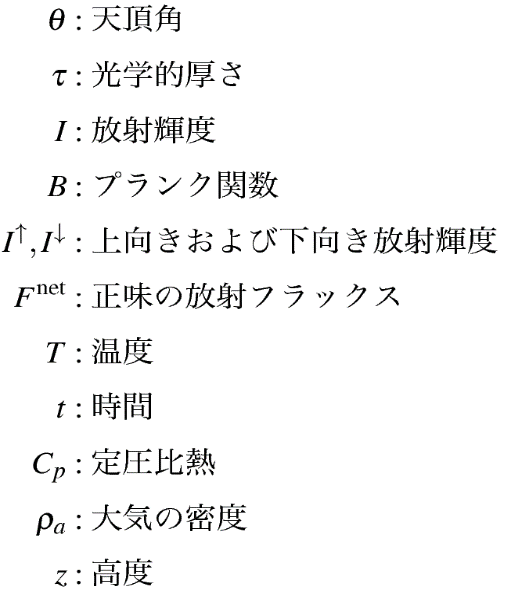 θ : 天頂角
τ : 光学的厚さ
I : 放射輝度
B : プランク関数
I↑, I↓ : 上向きおよび下向き放射輝度
F^net : 正味の放射フラックス
T : 温度
t : 時間
C_p : 定圧比熱
ρ_a : 大気の密度
z : 高度